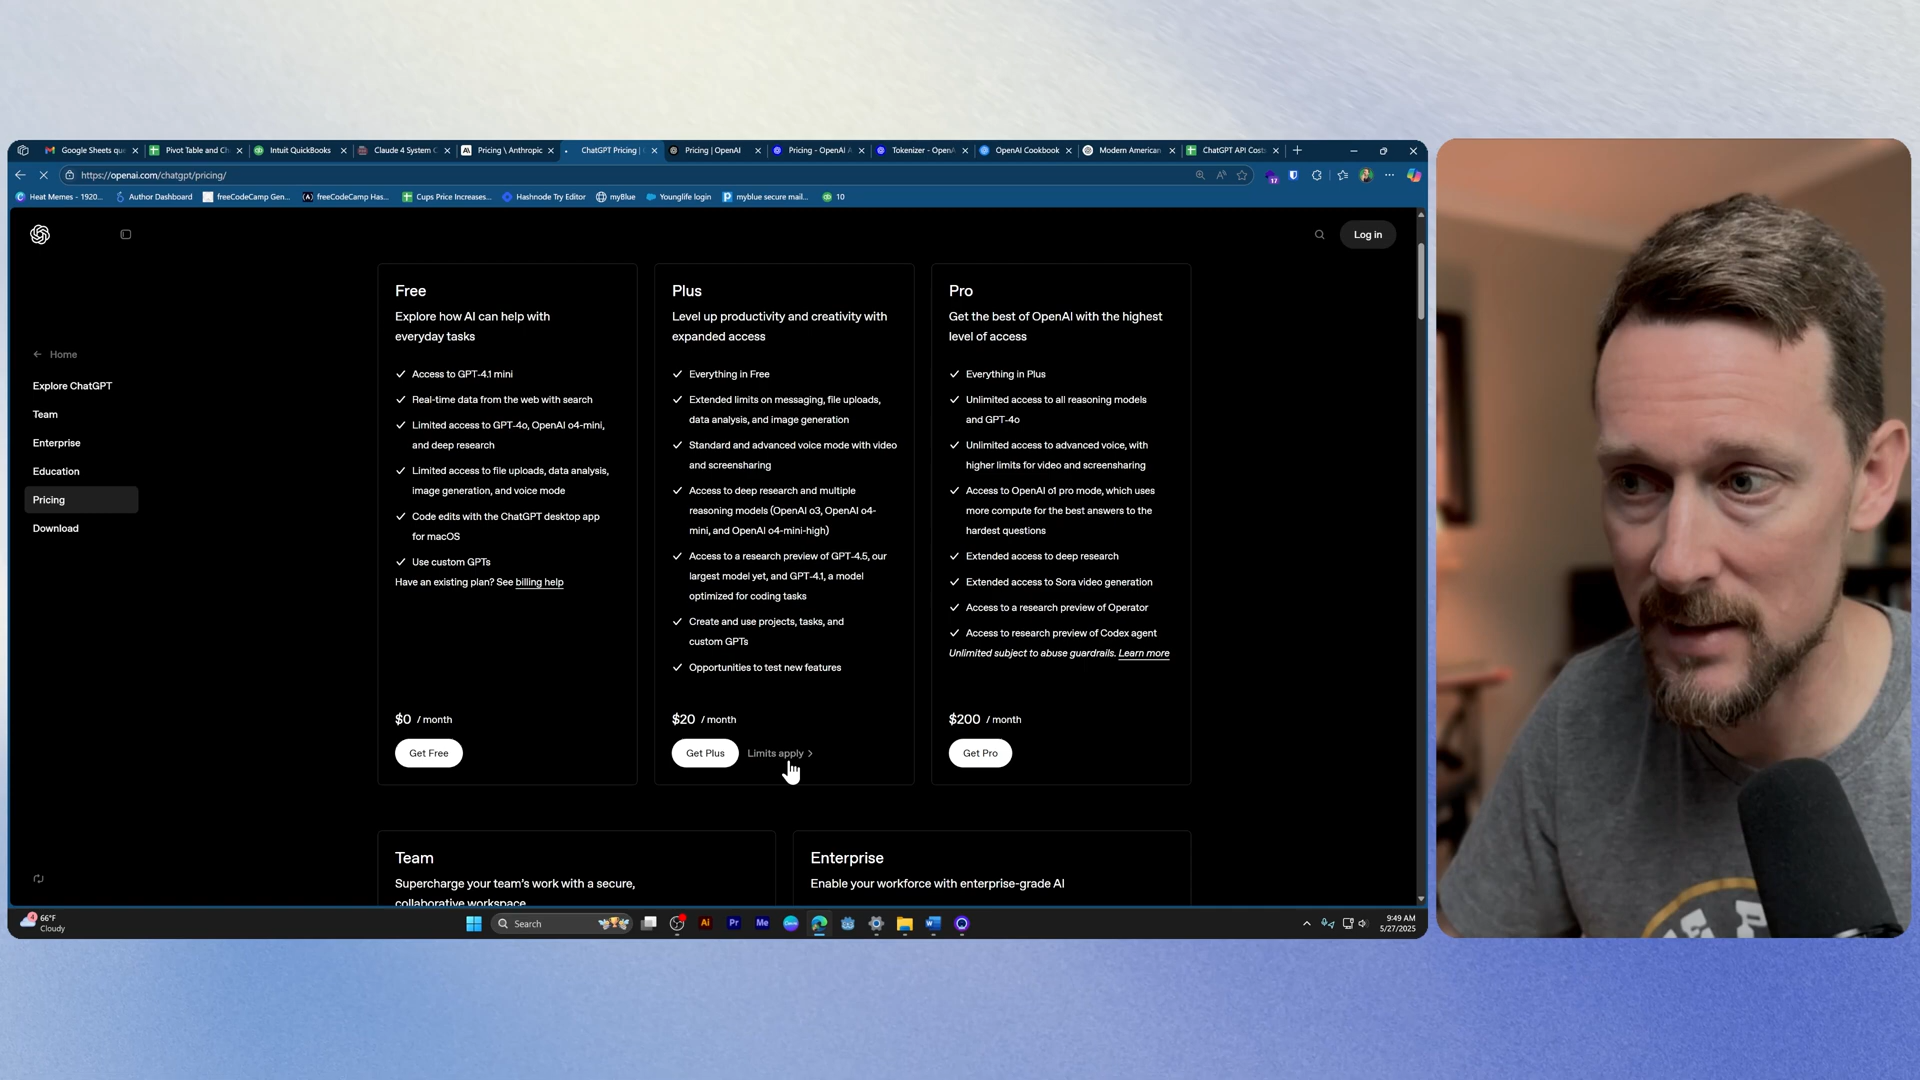 Google Sheets qu
Pivot Table and Ch
Intuit QuickBooks
Claude 4 System C
Pricing \ Anthropic
ChatGPT Pricing |
Pricing | OpenAI
Pricing - OpenAI A
Tokenizer - OpenA
OpenAI Cookbook
Modern American
ChatGPT API Cost
https://openai.com/chatgpt/pricing/
17
Heat Memes - 1920...
Author Dashboard
freeCodeCamp Gen...
freeCodeCamp Has...
Cups Price Increases...
Hashnode Try Editor
myBlue
Younglife login
myblue secure mail...
10
Log in
Home
Explore ChatGPT
Team
Enterprise
Education
Pricing
Download
Free
Explore how AI can help with
everyday tasks
Access to GPT-4.1 mini
Real-time data from the web with search
Limited access to GPT-4o, OpenAI o4-mini,
and deep research
Limited access to file uploads, data analysis,
image generation, and voice mode
Code edits with the ChatGPT desktop app
for macOS
Use custom GPTs
Have an existing plan? See billing help
$0 / month
Get Free
Plus
Level up productivity and creativity with
expanded access
Everything in Free
Extended limits on messaging, file uploads,
data analysis, and image generation
Standard and advanced voice mode with video
and screensharing
Access to deep research and multiple
reasoning models (OpenAI o3, OpenAI o4-
mini, and OpenAI o4-mini-high)
Access to a research preview of GPT-4.5, our
largest model yet, and GPT-4.1, a model
optimized for coding tasks
Create and use projects, tasks, and
custom GPTs
Opportunities to test new features
$20 / month
Get Plus
Limits apply
Pro
Get the best of OpenAI with the highest
level of access
Everything in Plus
Unlimited access to all reasoning models
and GPT-4o
Unlimited access to advanced voice, with
higher limits for video and screensharing
Access to OpenAI o1 pro mode, which uses
more compute for the best answers to the
hardest questions
Extended access to deep research
Extended access to Sora video generation
Access to a research preview of Operator
Access to research preview of Codex agent
Unlimited subject to abuse guardrails. Learn more
$200 / month
Get Pro
Team
Supercharge your team's work with a secure,
collaborative workspace
Enterprise
Enable your workforce with enterprise-grade AI
4
66°F
Cloudy
Search
Ai
Pr
Me
9:49 AM
5/27/2025